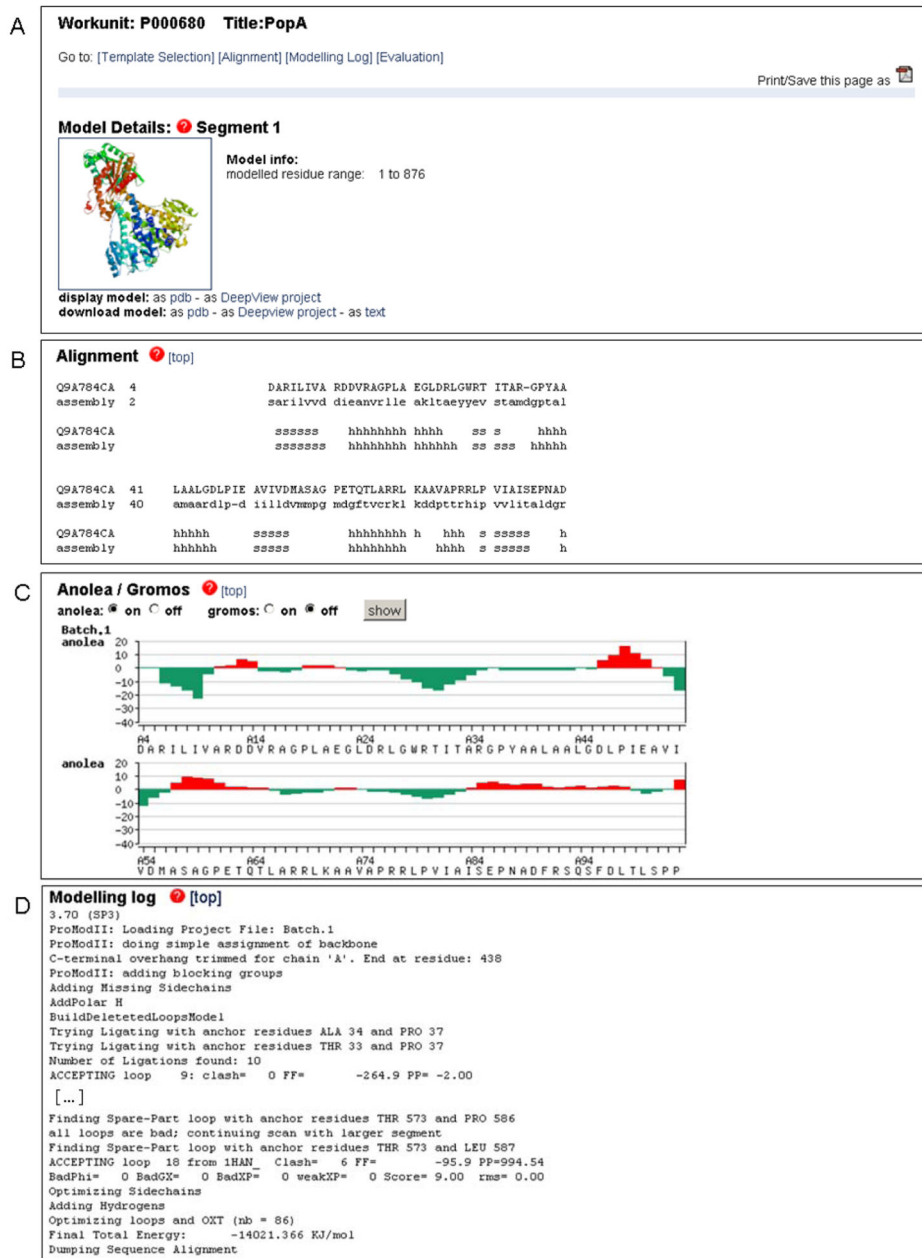 A
Workunit: P000680 Title:PopA
Go to: [Template Selection] [Alignment] [Modelling Log] [Evaluation]
Print/Save this page as
Model Details: ? Segment 1
Model info:
modelled residue range: 1 to 876
display model: as pdb - as DeepView project
download model: as pdb - as Deepview project - as text
B
Alignment ? [top]
Q9A784CA 4 DARILIVA RDDVRAGPLA EGLDRLGWRT ITAR-GPYAA
assembly 2 sarilvvd dieanvrlle akltaeyyev stamdgptal
Q9A784CA ssssss hhhhhhhh hhhh ss s hhhh
assembly sssssss hhhhhhhh hhhhhh ss sss hhhhh
Q9A784CA 41 LAALGDLPIE AVIVDMASAG PETQTLARRL KAAVAPRRLP VIAISEPNAD
assembly 40 amaardlp-d iilldvmmpg mdgftvcrkl kddpttrhip vvlitaldgr
Q9A784CA hhhhh sssss hhhhhhhh h hhh s sssss h
assembly hhhhhh sssss hhhhhhhh hhhh s sssss h
C
Anolea / Gromos ? [top]
anolea: on off gromos: on off show
Batch.1
anolea 20
10
0
-10
-20
-30
-40
A4 A14 A24 A34 A44
DARILIVARDDVRAGPLAEGLDRLGWRTITARGPYAALAALGDLPIEAVI
anolea 20
10
0
-10
-20
-30
-40
A54 A64 A74 A84 A94
VDMASAGPETQTLARRLKAAVAPRRLPVIAISEPNADFRSQSFDLTLSPP
D
Modelling log ? [top]
3.70 (SP3)
ProModII: Loading Project File: Batch.1
ProModII: doing simple assignment of backbone
C-terminal overhang trimmed for chain 'A'. End at residue: 438
ProModII: adding blocking groups
Adding Missing Sidechains
AddPolar H
BuildDeletetedLoopsModel
Trying Ligating with anchor residues ALA 34 and PRO 37
Trying Ligating with anchor residues THR 33 and PRO 37
Number of Ligations found: 10
ACCEPTING loop 9: clash= 0 FF= -264.9 PP= -2.00
[...]
Finding Spare-Part loop with anchor residues THR 573 and PRO 586
all loops are bad; continuing scan with larger segment
Finding Spare-Part loop with anchor residues THR 573 and LEU 587
ACCEPTING loop 18 from 1HAN_ Clash= 6 FF= -95.9 PP=994.54
BadPhi= 0 BadGX= 0 BadXP= 0 weakXP= 0 Score= 9.00 rms= 0.00
Optimizing Sidechains
Adding Hydrogens
Optimizing loops and OXT (nb = 86)
Final Total Energy: -14021.366 KJ/mol
Dumping Sequence Alignment